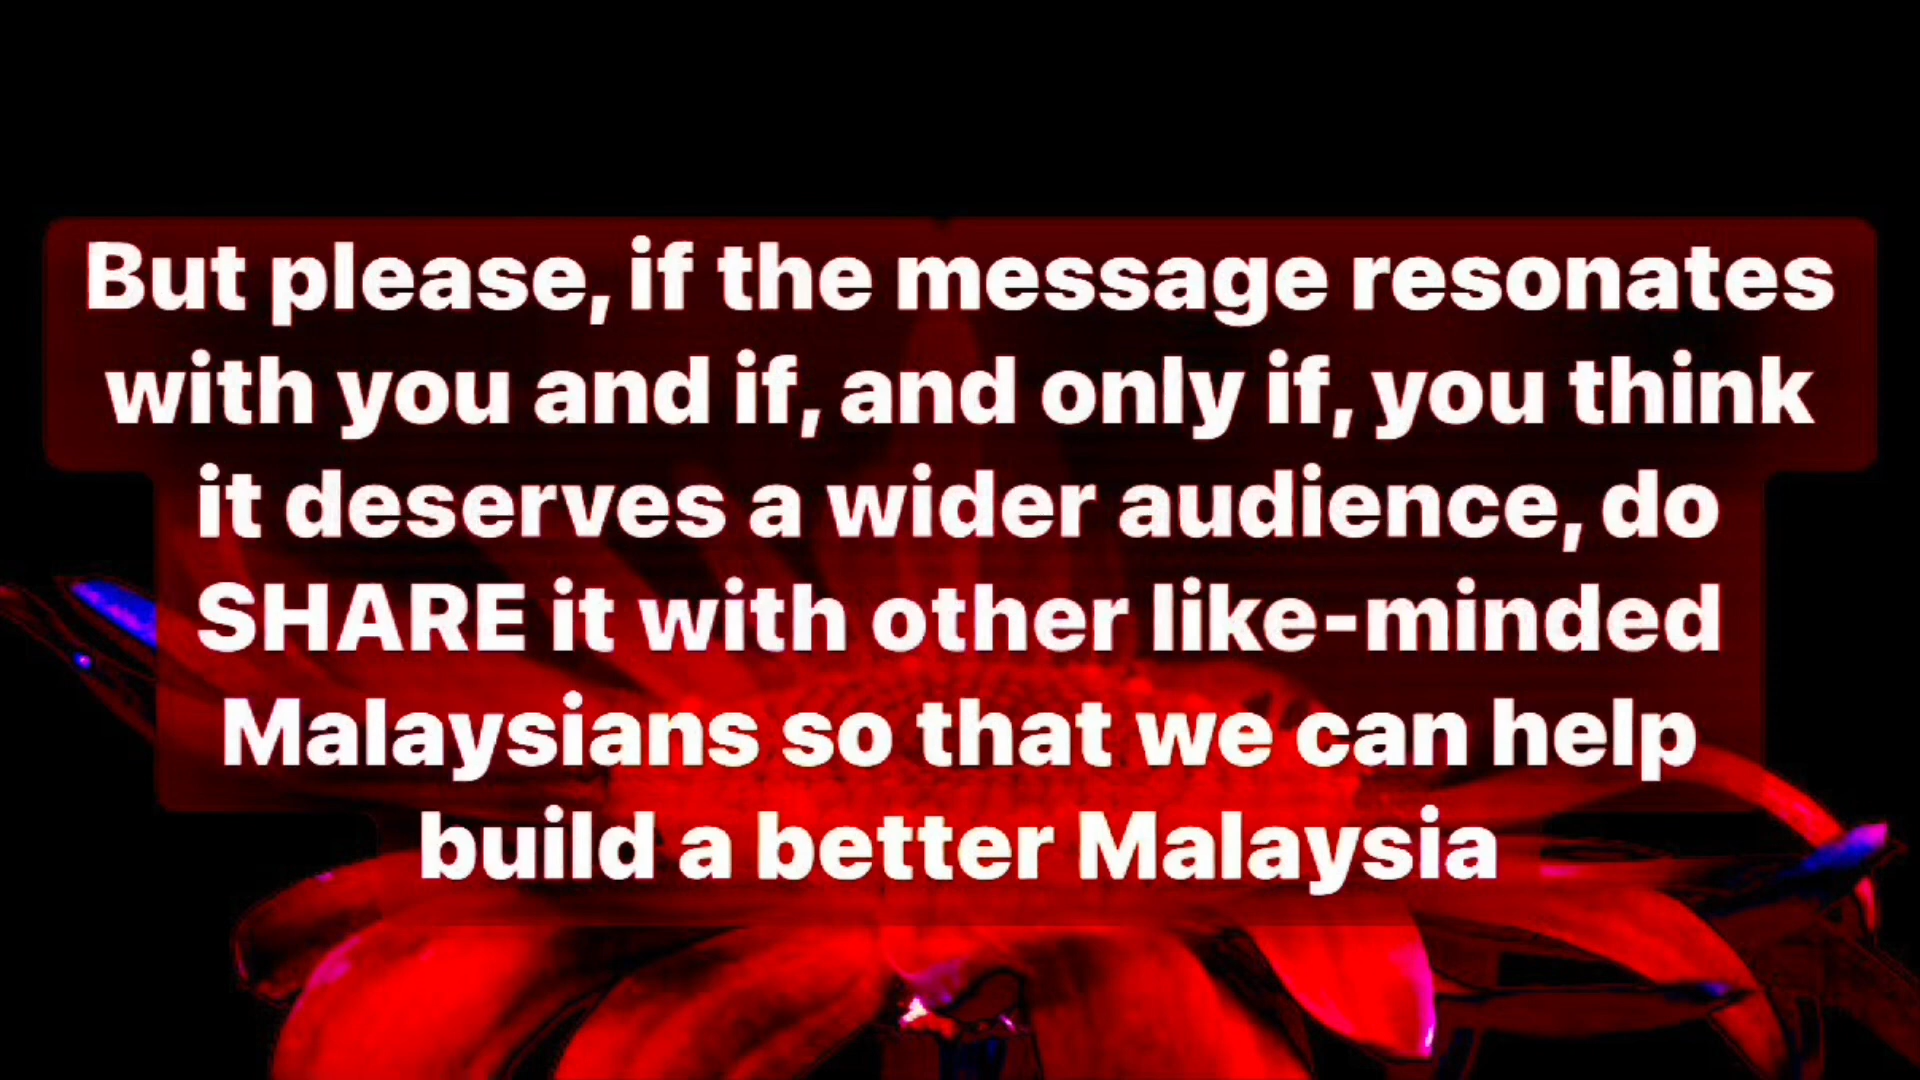 But please, if the message resonates
with you and if, and only if, you think
it deserves a wider audience, do
SHARE it with other like-minded
Malaysians so that we can help
build a better Malaysia